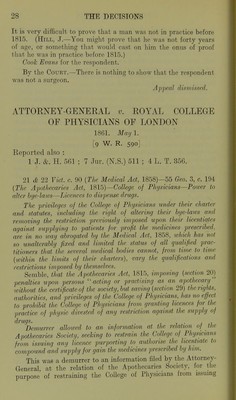 28 THE DECISIONS
It is very difficult to prove that a man was not in practice before
1815. (HILL, J.—You might prove that he was not forty years
of age, or something that would cast on him the onus of proof
that he was in practice before 1815.)
Cook Evans for the respondent.
By the COURT.—There is nothing to show that the respondent
was not a surgeon.
Appeal dismissed.
ATTORNEY-GENERAL v. ROYAL COLLEGE
OF PHYSICIANS OF LONDON
1861. May 1.
[9 W. R. 590]
Reported also :
1 J. &. H. 561 ; 7 Jur. (N.S.) 511 ; 4 L. T. 356.
21 & 22 Vict. c. 90 (The Medical Act, 1858)—55 Geo. 3, c. 194
(The Apothecaries Act, 1815)—College of Physicians—Power to
alter bye-laws—Licences to dispense drugs.
The privileges of the College of Physicians under their charter
and statutes, including the right of altering their bye-laws and
removing the restriction previously imposed upon their licentiates
against supplying to patients for profit the medicines prescribed,
are in no way abrogated by the Medical Act, 1858, which has not
so unalterably fixed and limited the status of all qualified prac-
titioners that the several medical bodies cannot, from time to time
(within the limits of their charters), vary the qualifications and
restrictions imposed by themselves.
Semble, that the Apothecaries Act, 1815, imposing (section 20)
penalties upon persons “acting or practising as an apothecary”
without the certificate of the society, but saving (section 29) the rights,
authorities, and privileges of the College of Physicians, has no effect
to prohibit the College of Physicians from granting licences for the
practice of physic divested of any restriction against the supply of
drugs.
Demurrer allowed to an information at the relation of the
Apothecaries Society, seeking to restrain the College of Physicians
from issuing any licence purporting to authorise the licentiate to
compound and supply for gain the medicines prescribed by him.
This was a demurrer to an information filed by the Attorney-
General, at the relation of the Apothecaries Society, for the
purpose of restraining the College of Physicians from issuing